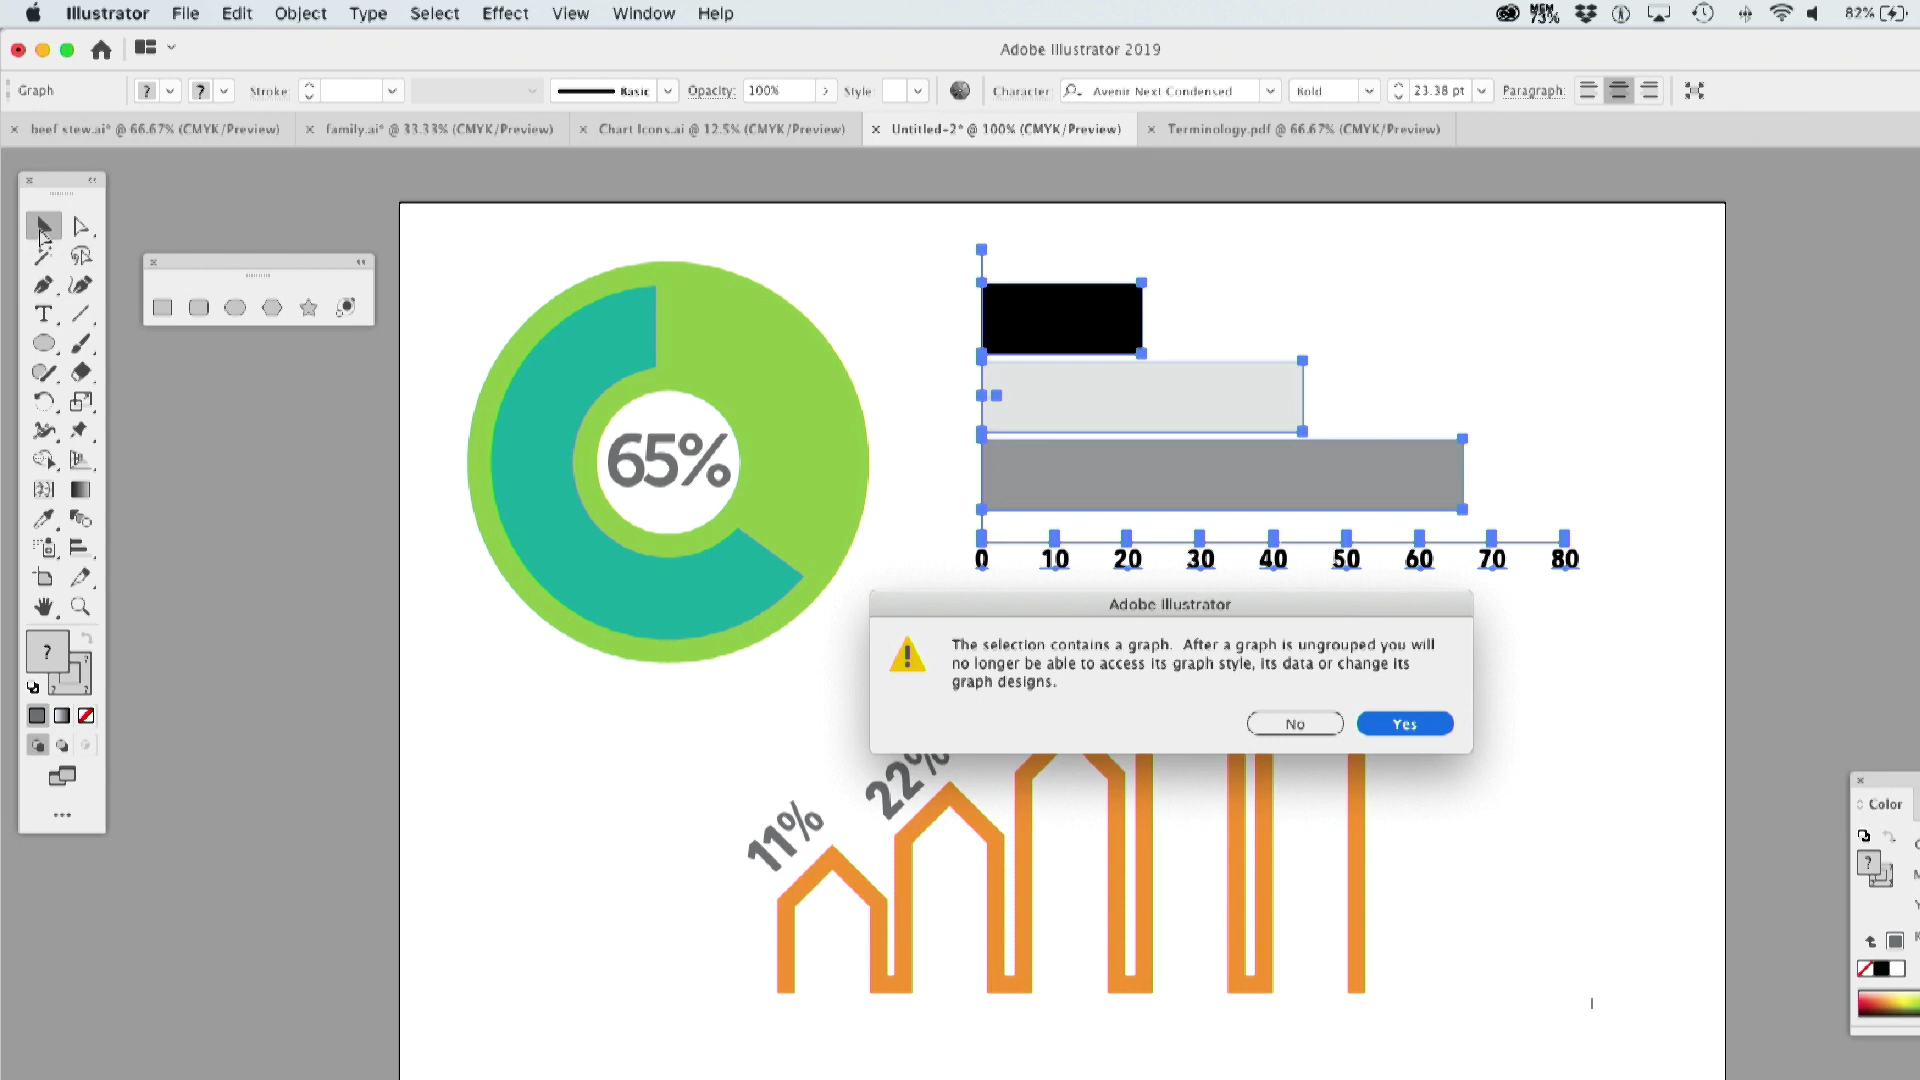 Illustrator File Edit Object Type Select Effect View Window Help MEM 73% 82%
Adobe Illustrator 2019
Graph ? ? Stroke: Basic Opacity: 100% Style: Character: Avenir Next Condensed Bold 23.38 pt Paragraph:
beef stew.ai* @ 66.67% (CMYK/Preview) family.ai* @ 33.33% (CMYK/Preview) Chart Icons.ai @ 12.5% (CMYK/Preview) Untitled-2* @ 100% (CMYK/Preview) Terminology.pdf @ 66.67% (CMYK/Preview)
65%
0 10 20 30 40 50 60 70 80
Adobe Illustrator
The selection contains a graph. After a graph is ungrouped you will
no longer be able to access its graph style, its data or change its
graph designs.
No Yes
11% 22%
?
Color
?